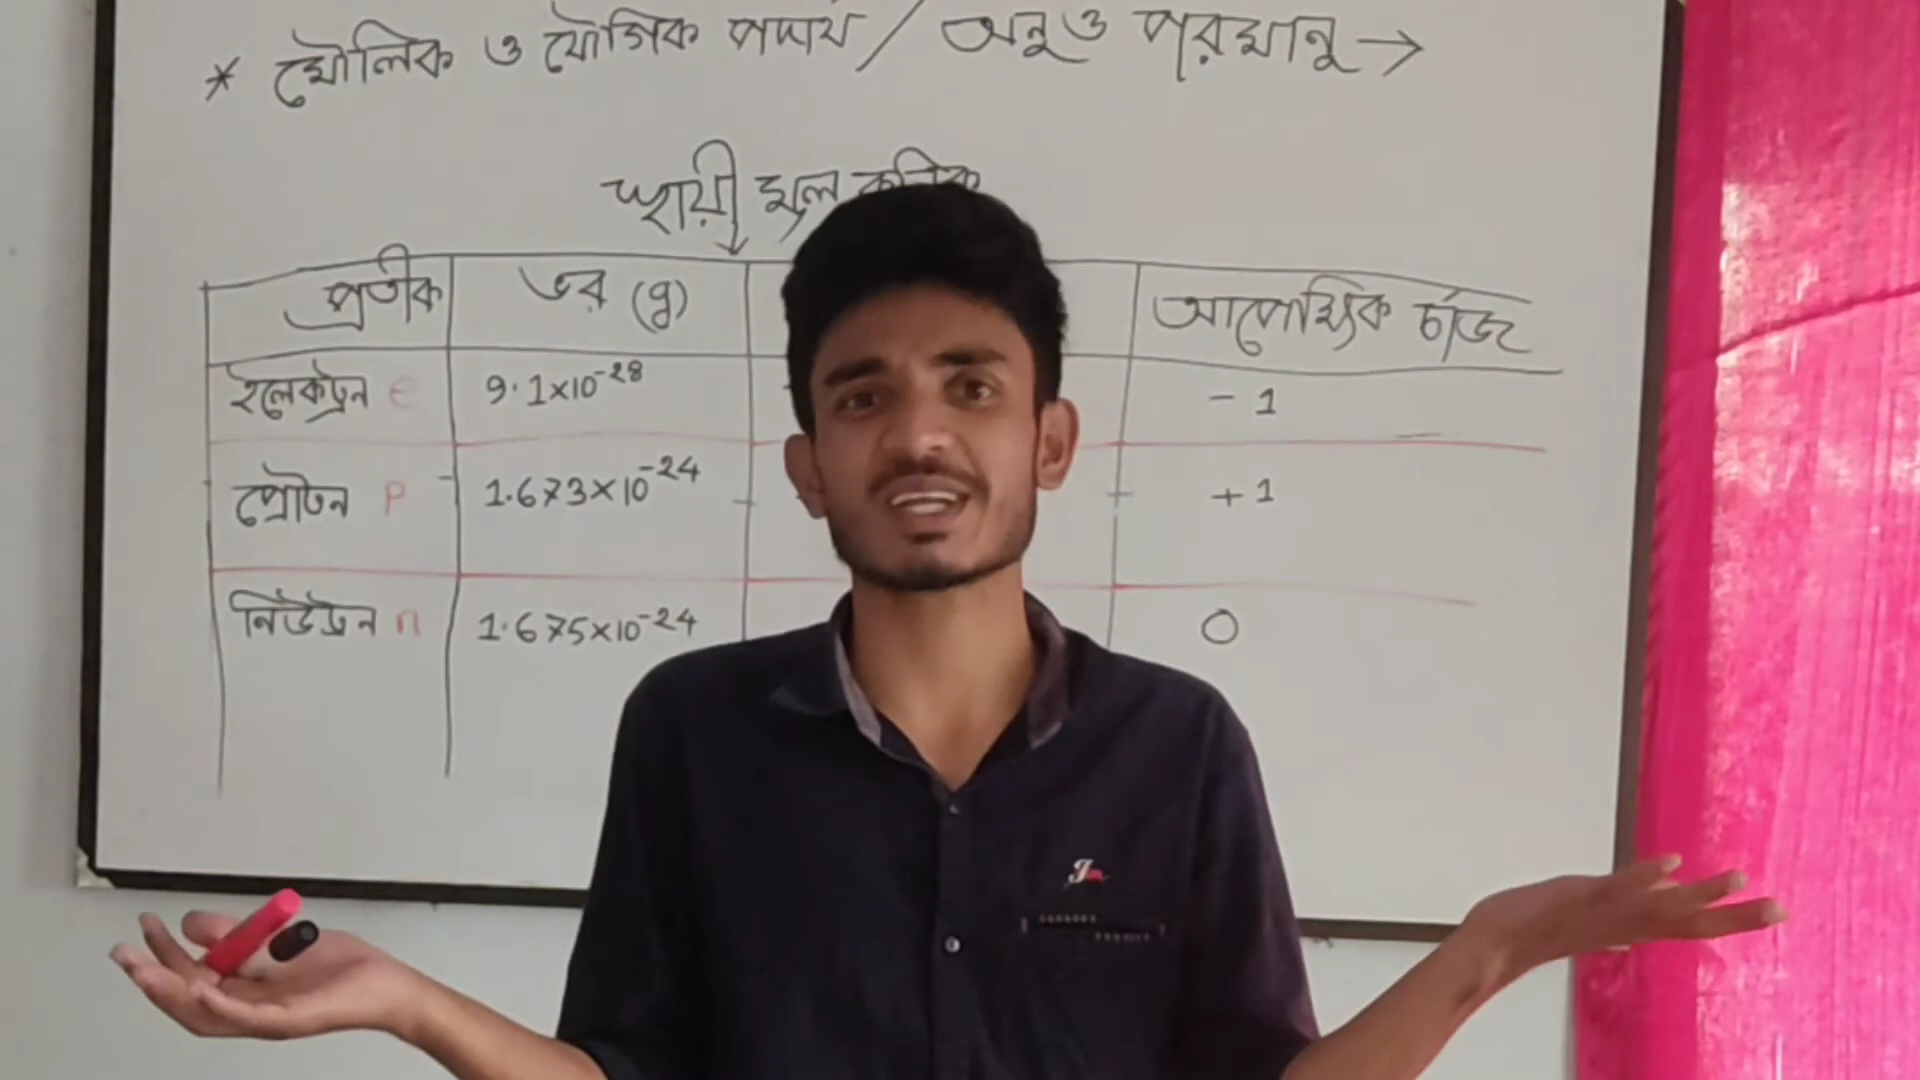 * মৌলিক ও যৌগিক পদার্থ / অনু ও পরমানু →
স্থায়ী মূল কনিক
প্রতীক ভর (g) আপেক্ষিক চার্জ
ইলেকট্রন e 9.1×10⁻²⁸ - 1
প্রোটন p 1.673×10⁻²⁴ + 1
নিউট্রন n 1.675×10⁻²⁴ 0